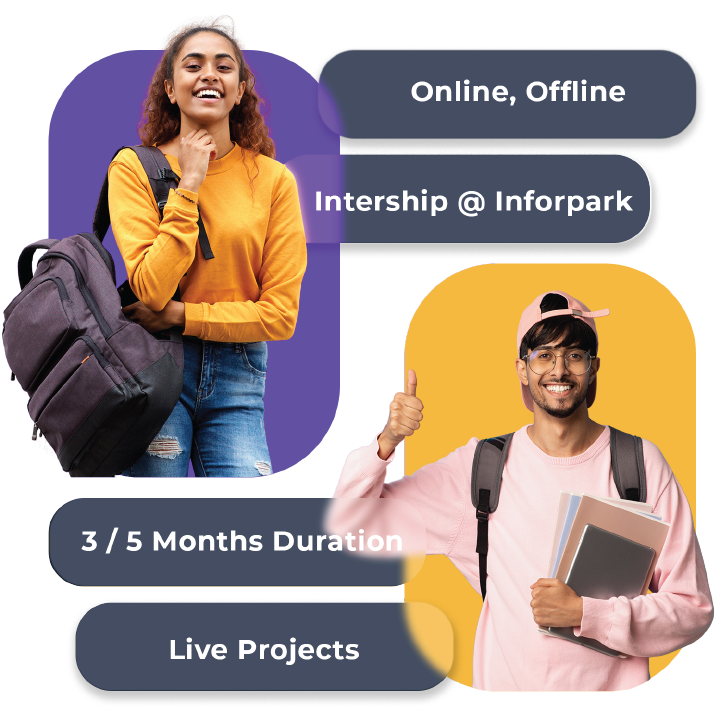 Online, Offline
Intership @ Inforpark
3 / 5 Months Duration
Live Projects